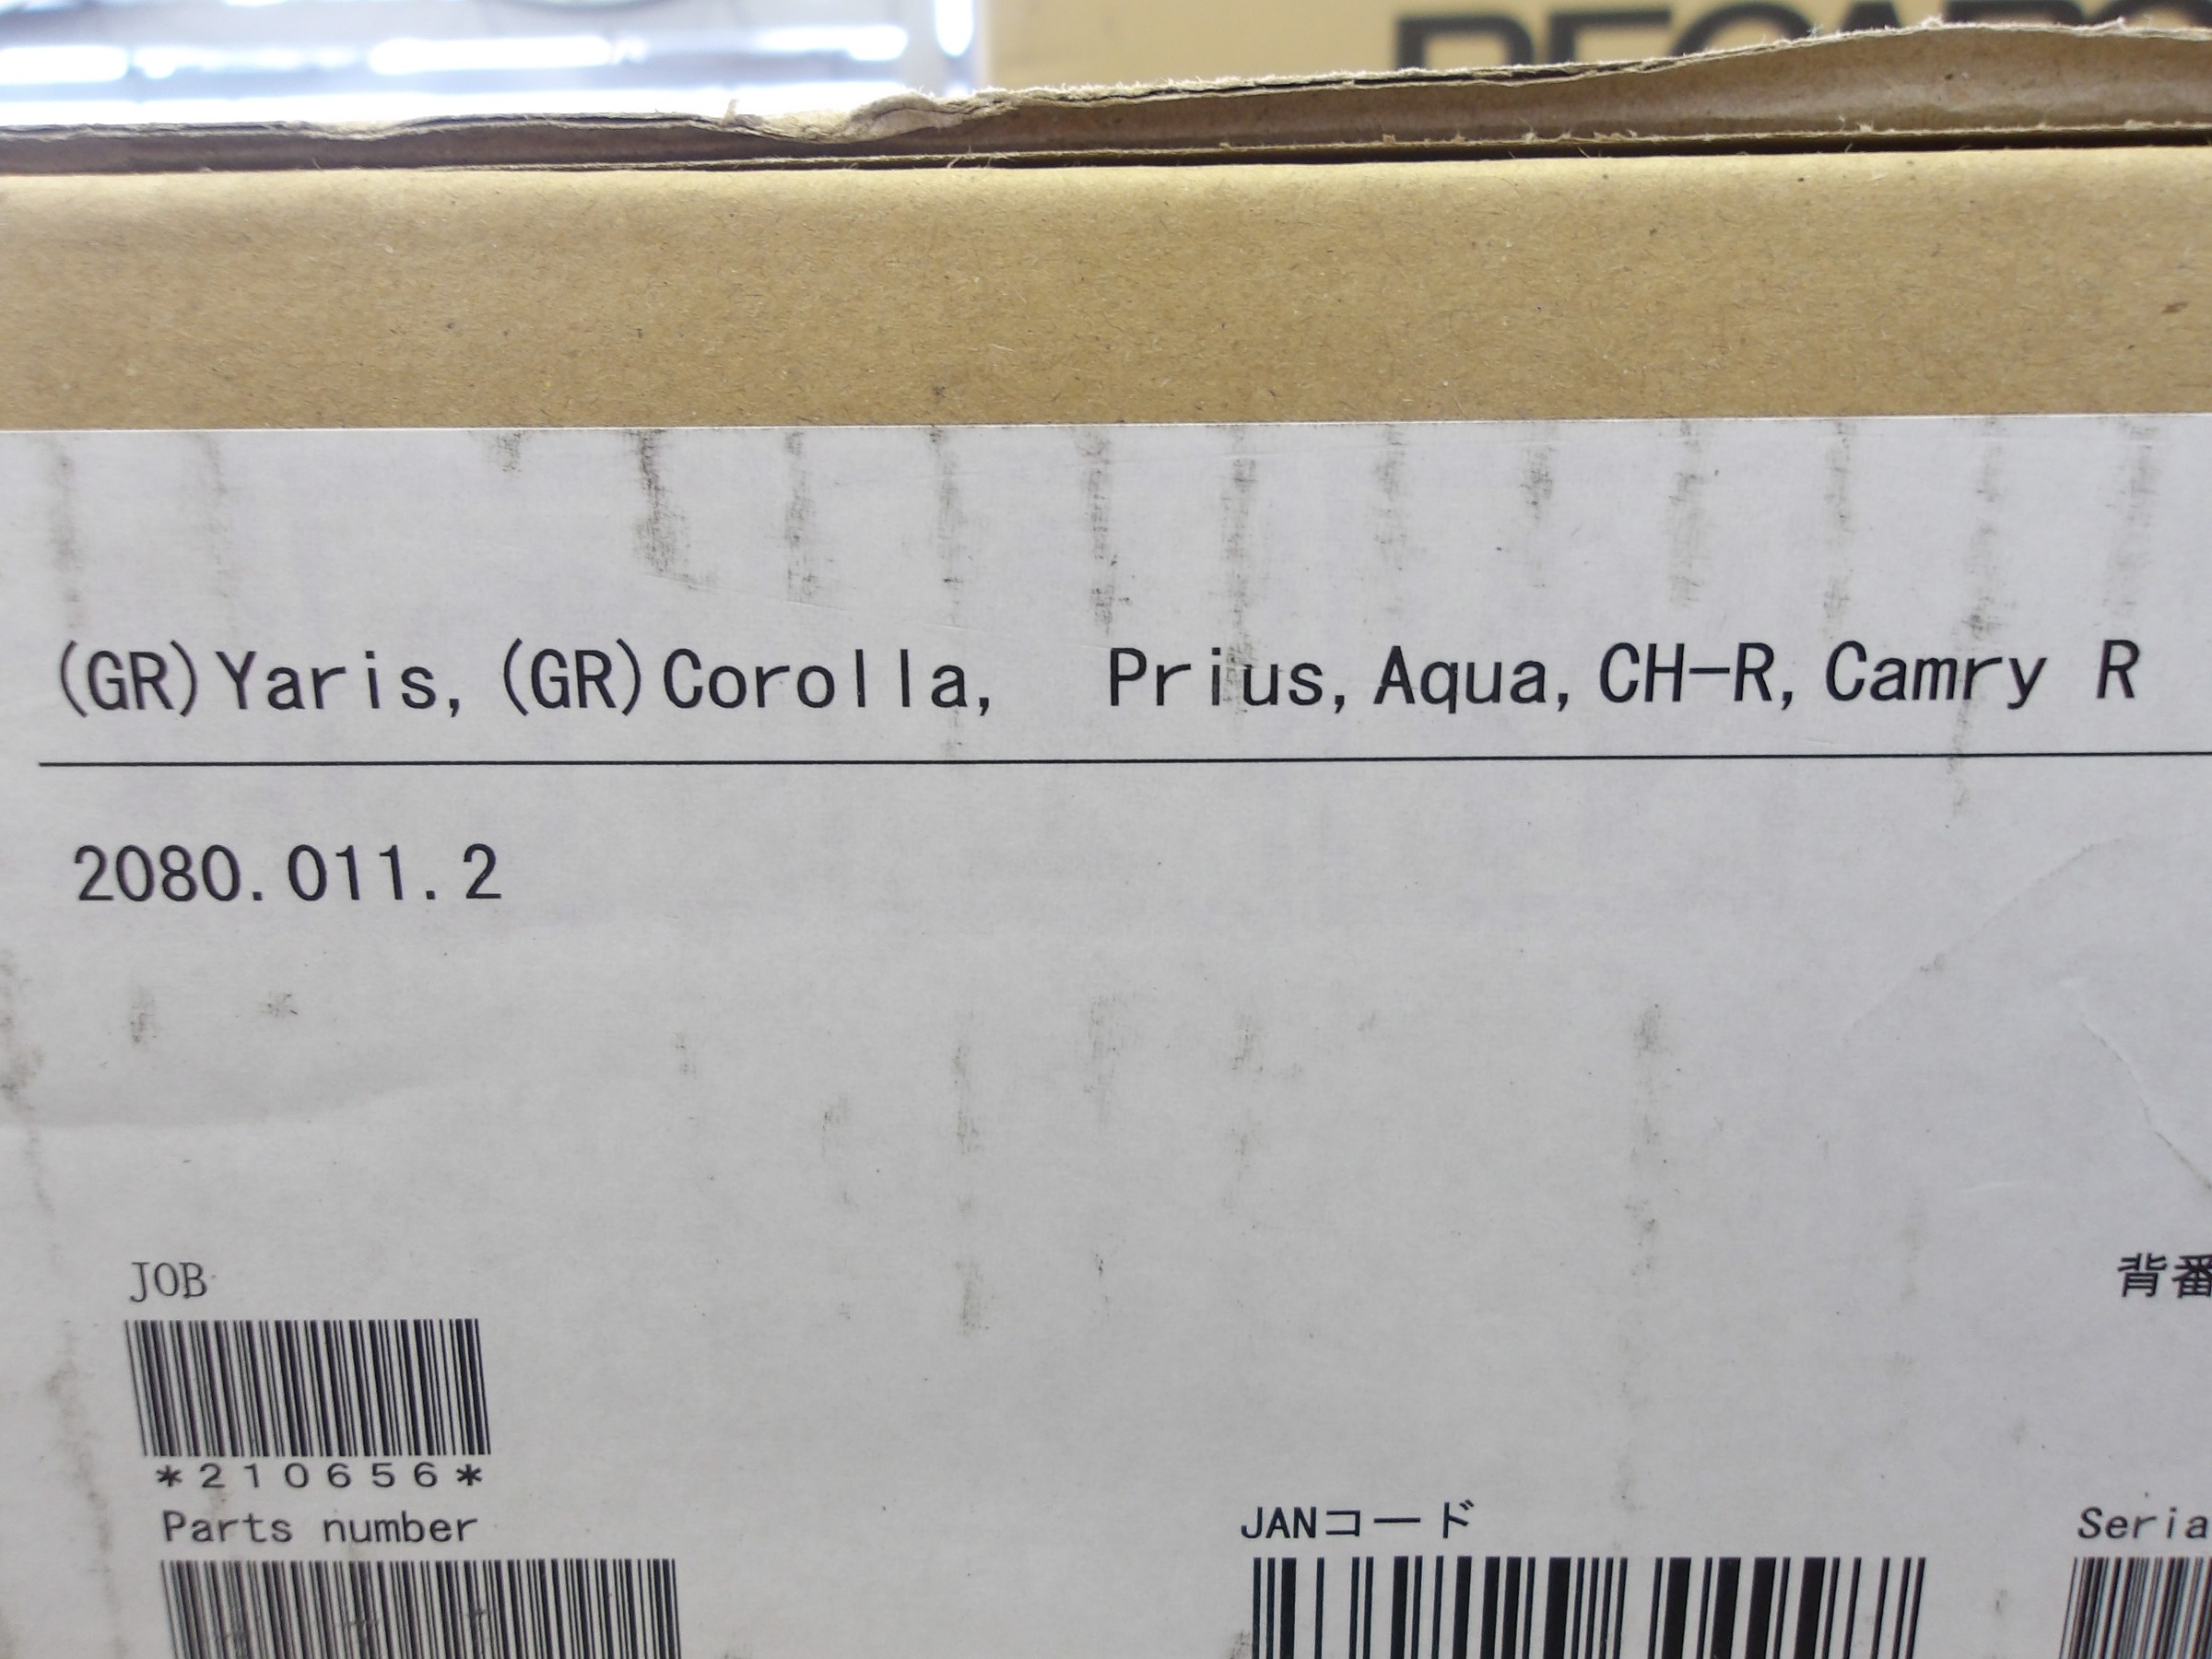 (GR)Yaris,(GR)Corolla,　Prius,Aqua,CH-R,Camry R
2080.011.2
JOB
背番
*210656*
Parts number
JANコード
Seria